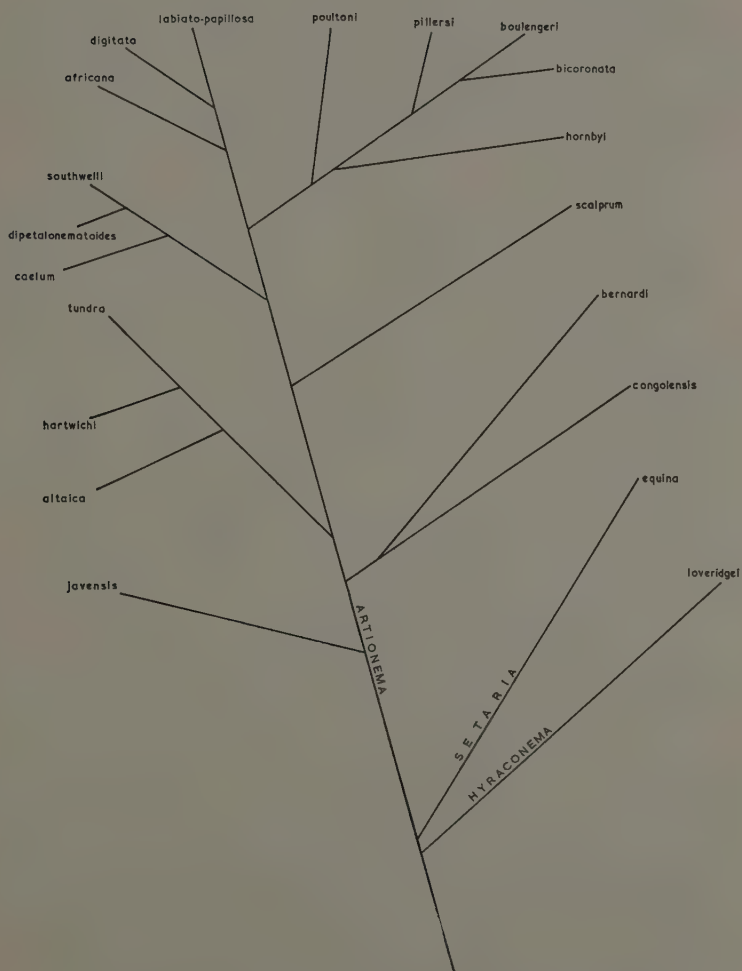 labiato-papillosa
poultoni
pillersi
boulengeri
digitata
bicoronata
africana
hornbyi
southwelli
scalprum
dipetalonematoides
caelum
bernardi
tundra
congolensis
hartwichi
equina
altaica
loveridgei
javensis
ARTIONEMA
SETARIA
HYRACONEMA